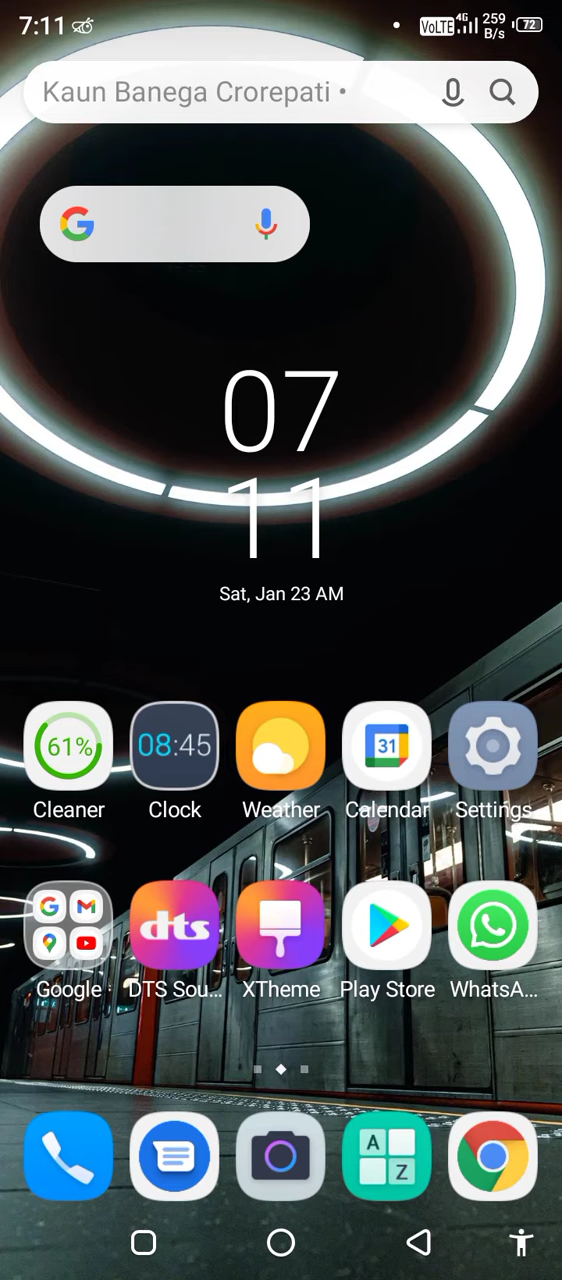 7:11 VoLTE 4G 259 B/s 72
Kaun Banega Crorepati •
G
07
11
Sat, Jan 23 AM
61% 08:45 31
Cleaner Clock Weather Calendar Settings
G dts
Google DTS Sou... XTheme Play Store WhatsA...
A
Z